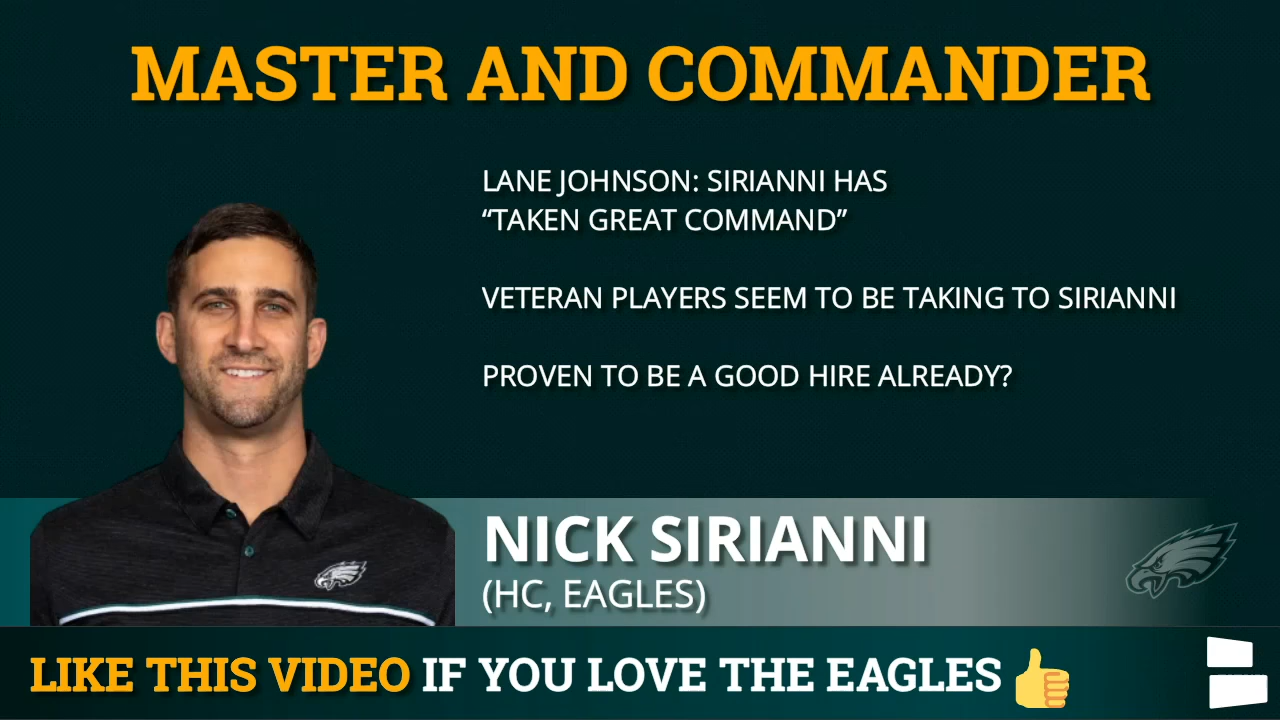 MASTER AND COMMANDER
LANE JOHNSON: SIRIANNI HAS
“TAKEN GREAT COMMAND”
VETERAN PLAYERS SEEM TO BE TAKING TO SIRIANNI
PROVEN TO BE A GOOD HIRE ALREADY?
NICK SIRIANNI
(HC, EAGLES)
LIKE THIS VIDEO IF YOU LOVE THE EAGLES